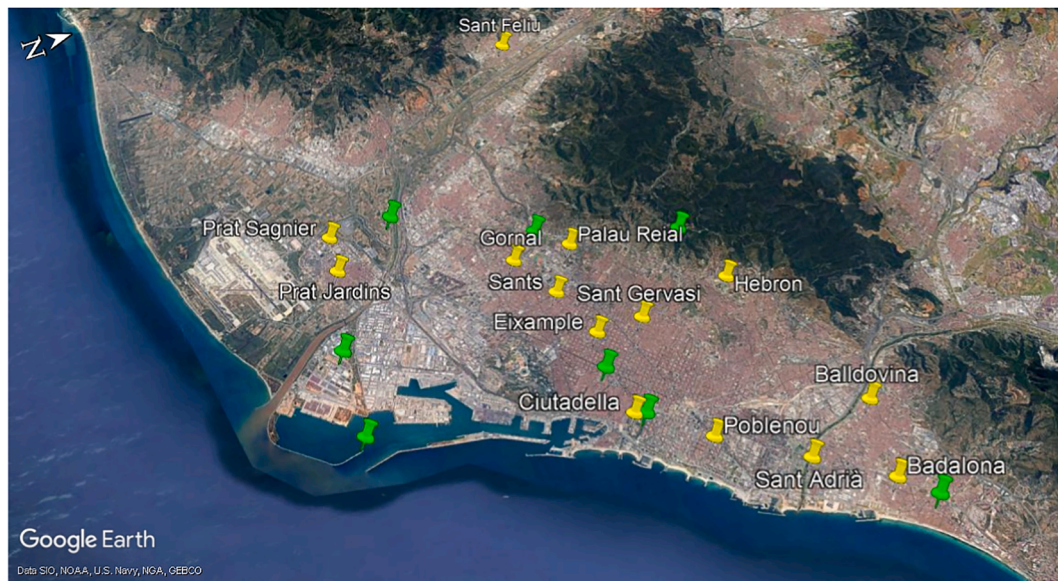 Sant Feliu
N
Prat Sagnier
Gornal
Palau Reial
Prat Jardins
Sants
Sant Gervasi
Hebron
Eixample
Balldovina
Ciutadella
Poblenou
Sant Adrià
Badalona
Google Earth
Data SIO, NOAA, U.S. Navy, NGA, GEBCO